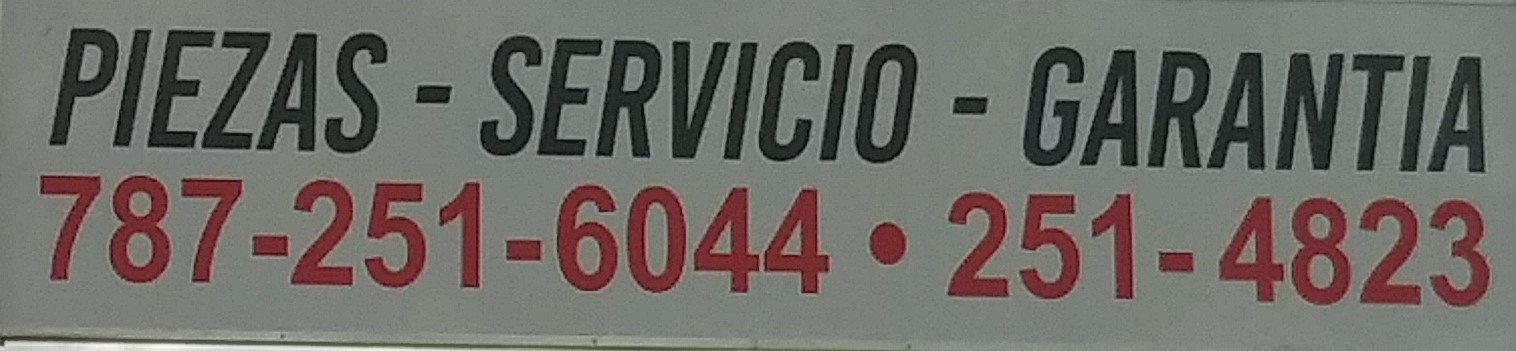 PIEZAS - SERVICIO - GARANTIA
787-251-6044 • 251-4823